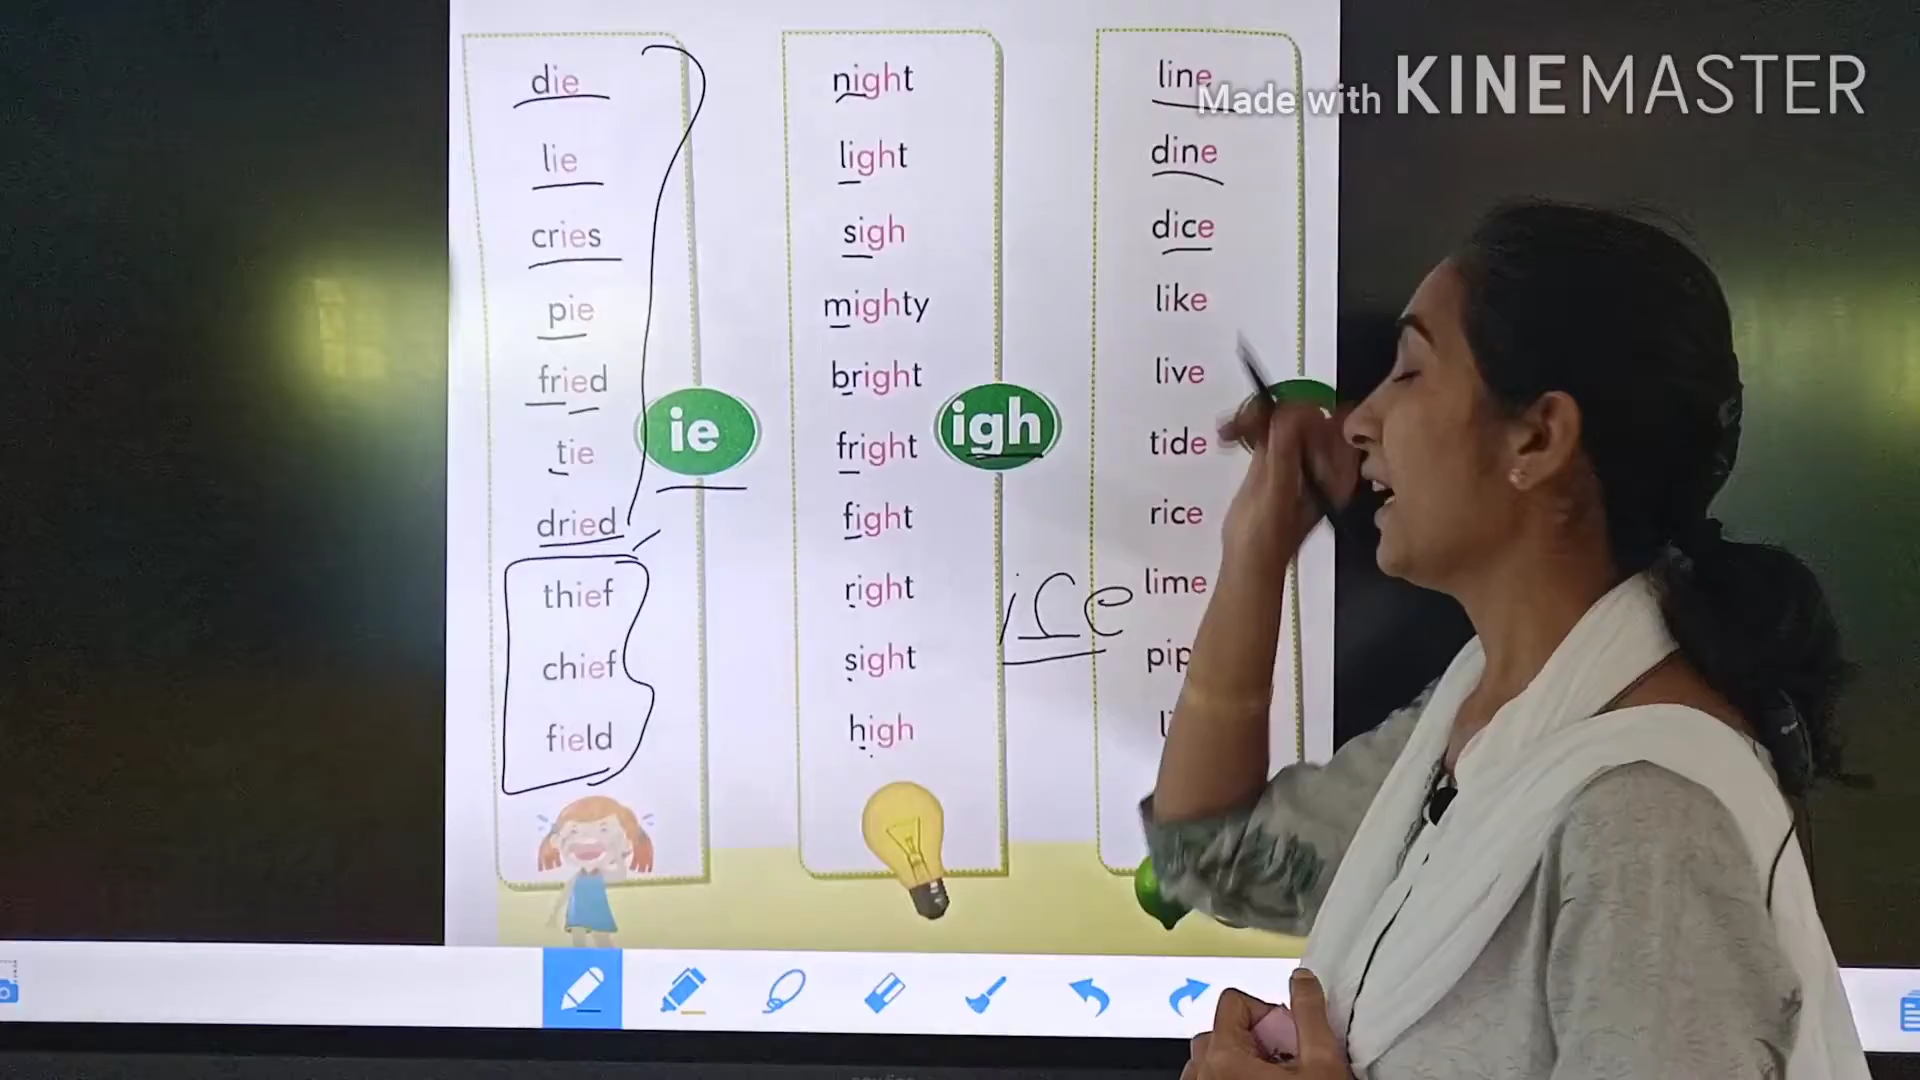 die
lie
cries
pie
fried
tie
dried
thief
chief
field
ie
night
light
sigh
mighty
bright
fright
fight
right
sight
high
igh
ice
line
dine
dice
like
live
tide
rice
lime
Made with KINEMASTER